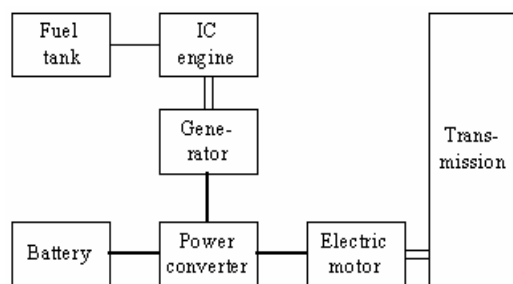 Fuel
tank
IC
engine
Gene-
rator
Trans-
mission
Battery
Power
converter
Electric
motor